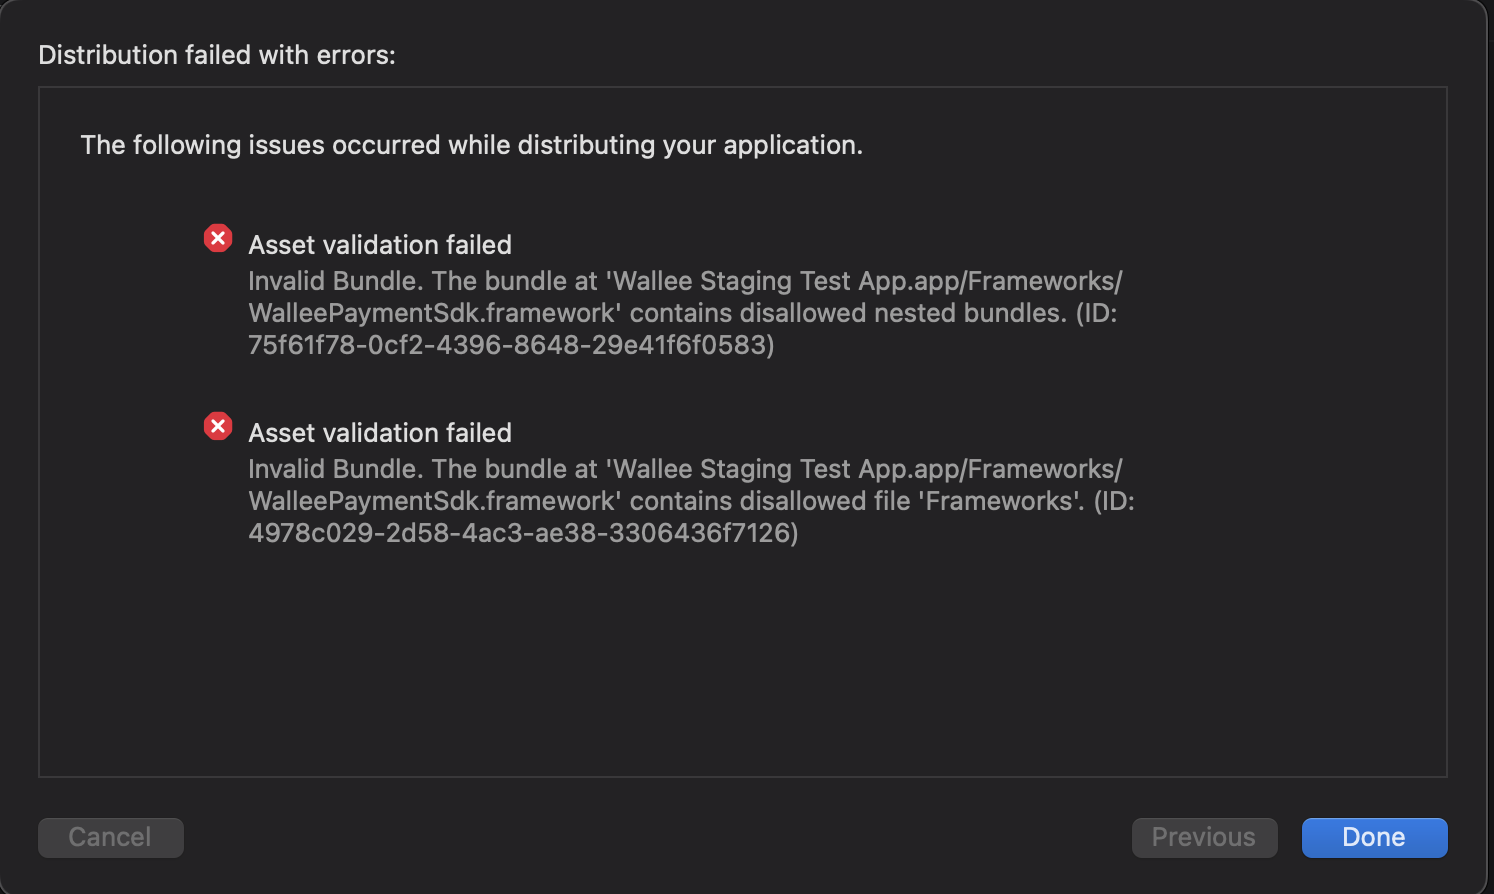 Distribution failed with errors:
The following issues occurred while distributing your application.
Asset validation failed
Invalid Bundle. The bundle at 'Wallee Staging Test App.app/Frameworks/
WalleePaymentSdk.framework' contains disallowed nested bundles. (ID:
75f61f78-0cf2-4396-8648-29e41f6f0583)
Asset validation failed
Invalid Bundle. The bundle at 'Wallee Staging Test App.app/Frameworks/
WalleePaymentSdk.framework' contains disallowed file 'Frameworks'. (ID:
4978c029-2d58-4ac3-ae38-3306436f7126)
Cancel
Previous
Done